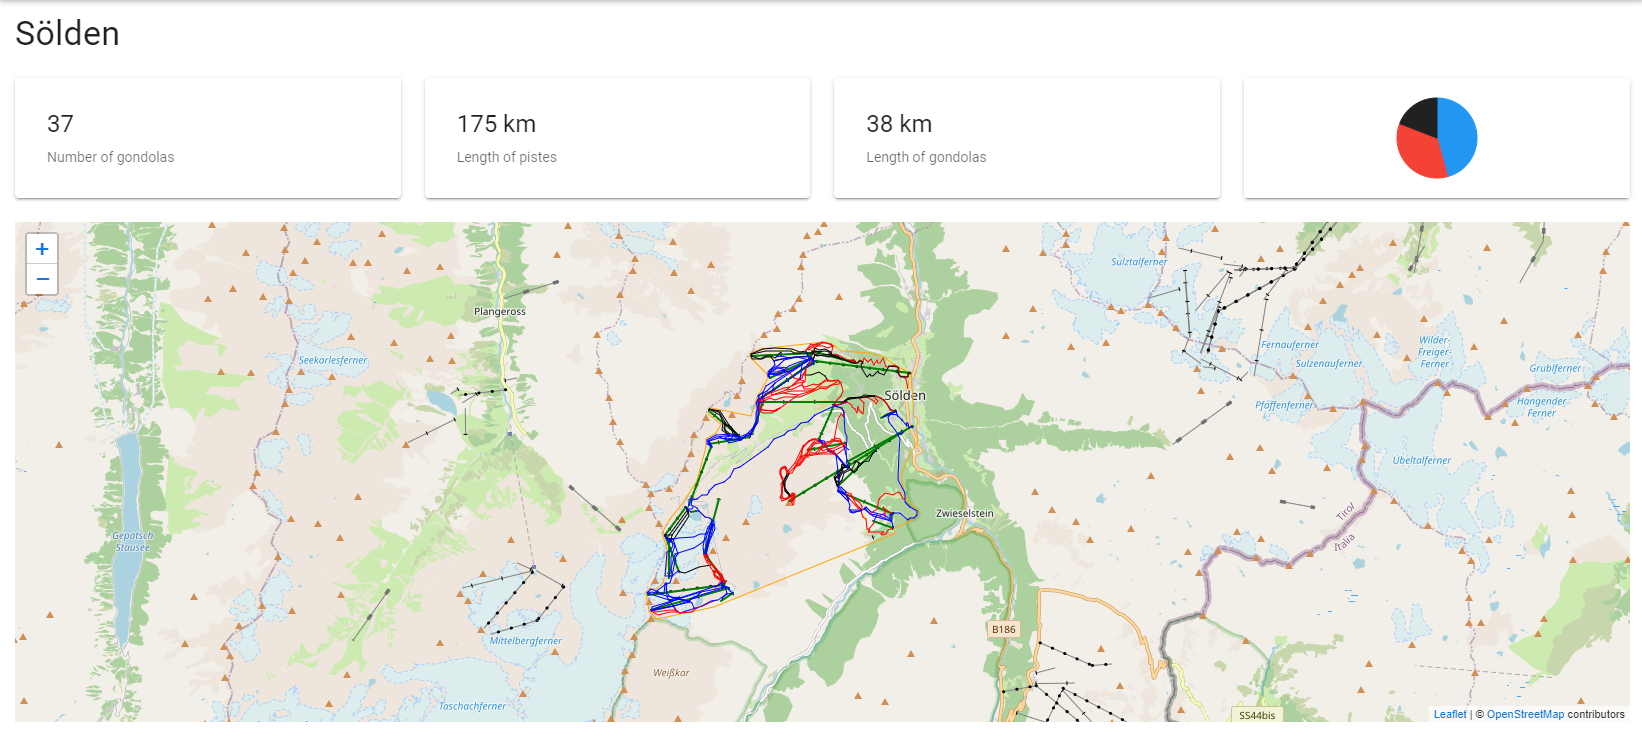 Sölden
37
Number of gondolas
175 km
Length of pistes
38 km
Length of gondolas
+
−
Sulztalferner
Plangeross
Seekarlesferner
Fernauferner
Wilder-
Freiger-
Ferner
Sulzenauferner
Grüblferner
Sölden
Pfaffenferner
Hangender-
Ferner
Übeltalferner
Zwieselstein
Tirol
Italia
Gepatsch
Stausee
Mittelbergferner
B186
Weißkar
Taschachferner
SS44bis
Leaflet | © OpenStreetMap contributors